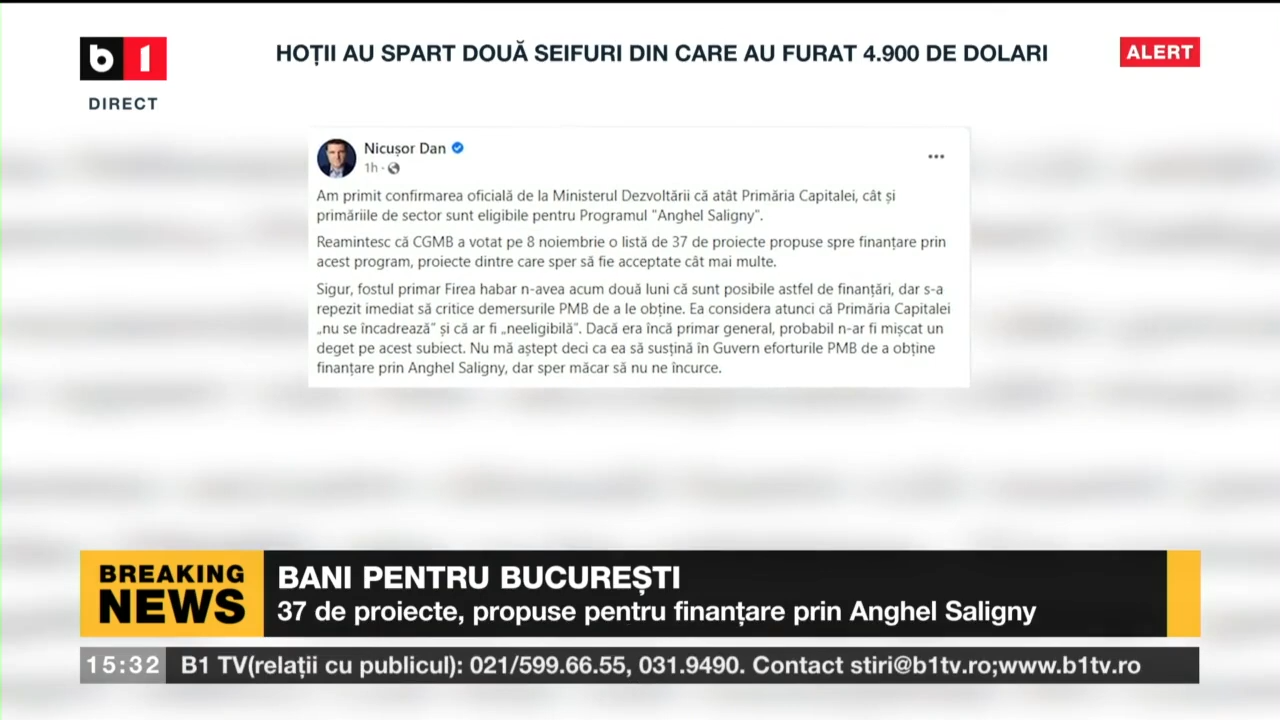 b1
DIRECT
HOȚII AU SPART DOUĂ SEIFURI DIN CARE AU FURAT 4.900 DE DOLARI
ALERT
Nicușor Dan
1h ·
Am primit confirmarea oficială de la Ministerul Dezvoltării că atât Primăria Capitalei, cât și
primăriile de sector sunt eligibile pentru Programul "Anghel Saligny".
Reamintesc că CGMB a votat pe 8 noiembrie o listă de 37 de proiecte propuse spre finanțare prin
acest program, proiecte dintre care sper să fie acceptate cât mai multe.
Sigur, fostul primar Firea habar n-avea acum două luni că sunt posibile astfel de finanțări, dar s-a
repezit imediat să critice demersurile PMB de a le obține. Ea considera atunci că Primăria Capitalei
„nu se încadrează” și că ar fi „neeligibilă”. Dacă era încă primar general, probabil n-ar fi mișcat un
deget pe acest subiect. Nu mă aștept deci ca ea să susțină în Guvern eforturile PMB de a obține
finanțare prin Anghel Saligny, dar sper măcar să nu ne încurce.
BREAKING
NEWS
BANI PENTRU BUCUREȘTI
37 de proiecte, propuse pentru finanțare prin Anghel Saligny
15:32 B1 TV(relații cu publicul): 021/599.66.55, 031.9490. Contact stiri@b1tv.ro;www.b1tv.ro